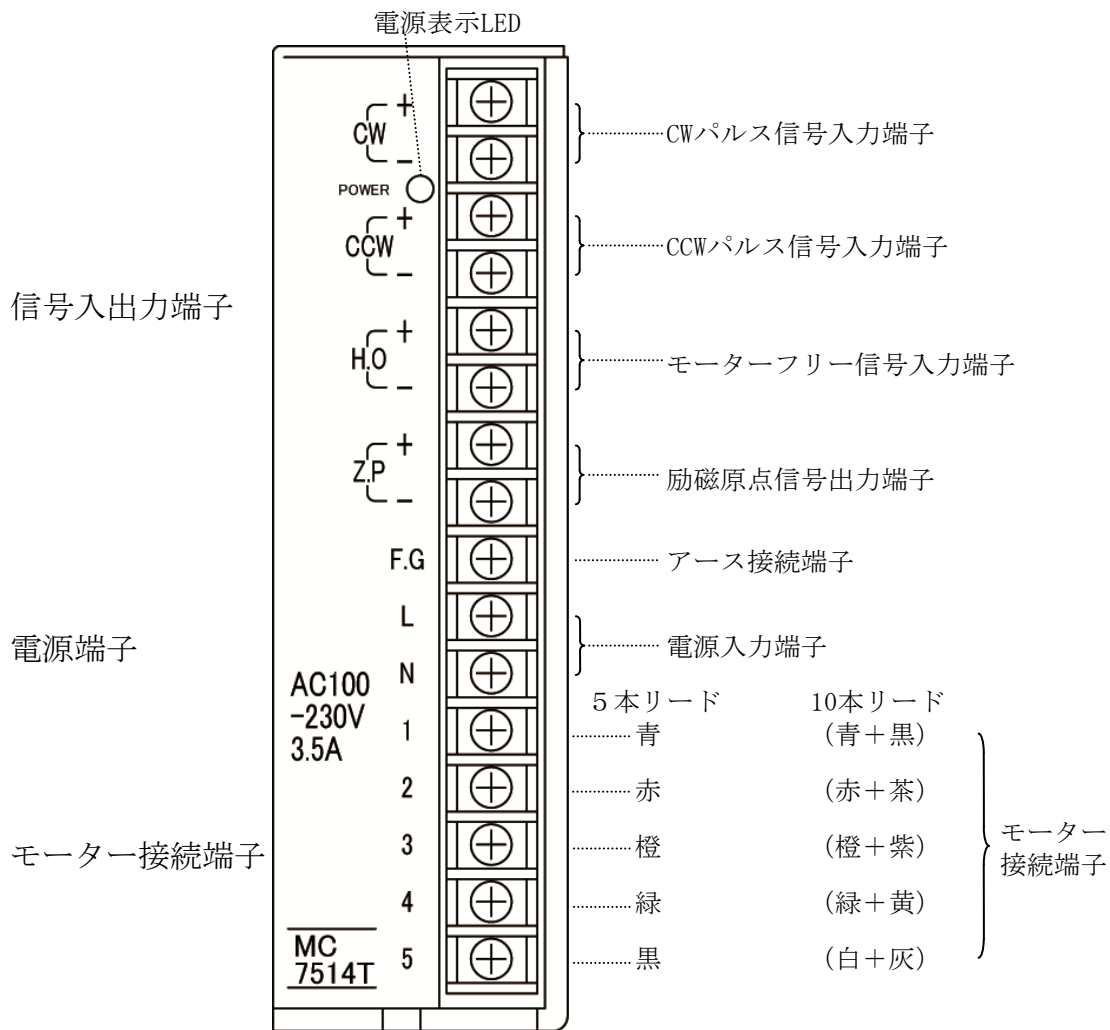 電源表示LED
CW
+
-
CWパルス信号入力端子
POWER
CCW
+
-
CCWパルス信号入力端子
信号入出力端子
H.O
+
-
モーターフリー信号入力端子
Z.P
+
-
励磁原点信号出力端子
F.G
アース接続端子
電源端子
L
N
電源入力端子
AC100
-230V
3.5A
5本リード 10本リード
1 青 (青+黒)
2 赤 (赤+茶)
3 橙 (橙+紫)
4 緑 (緑+黄)
5 黒 (白+灰)
モーター接続端子
モーター
接続端子
MC
7514T